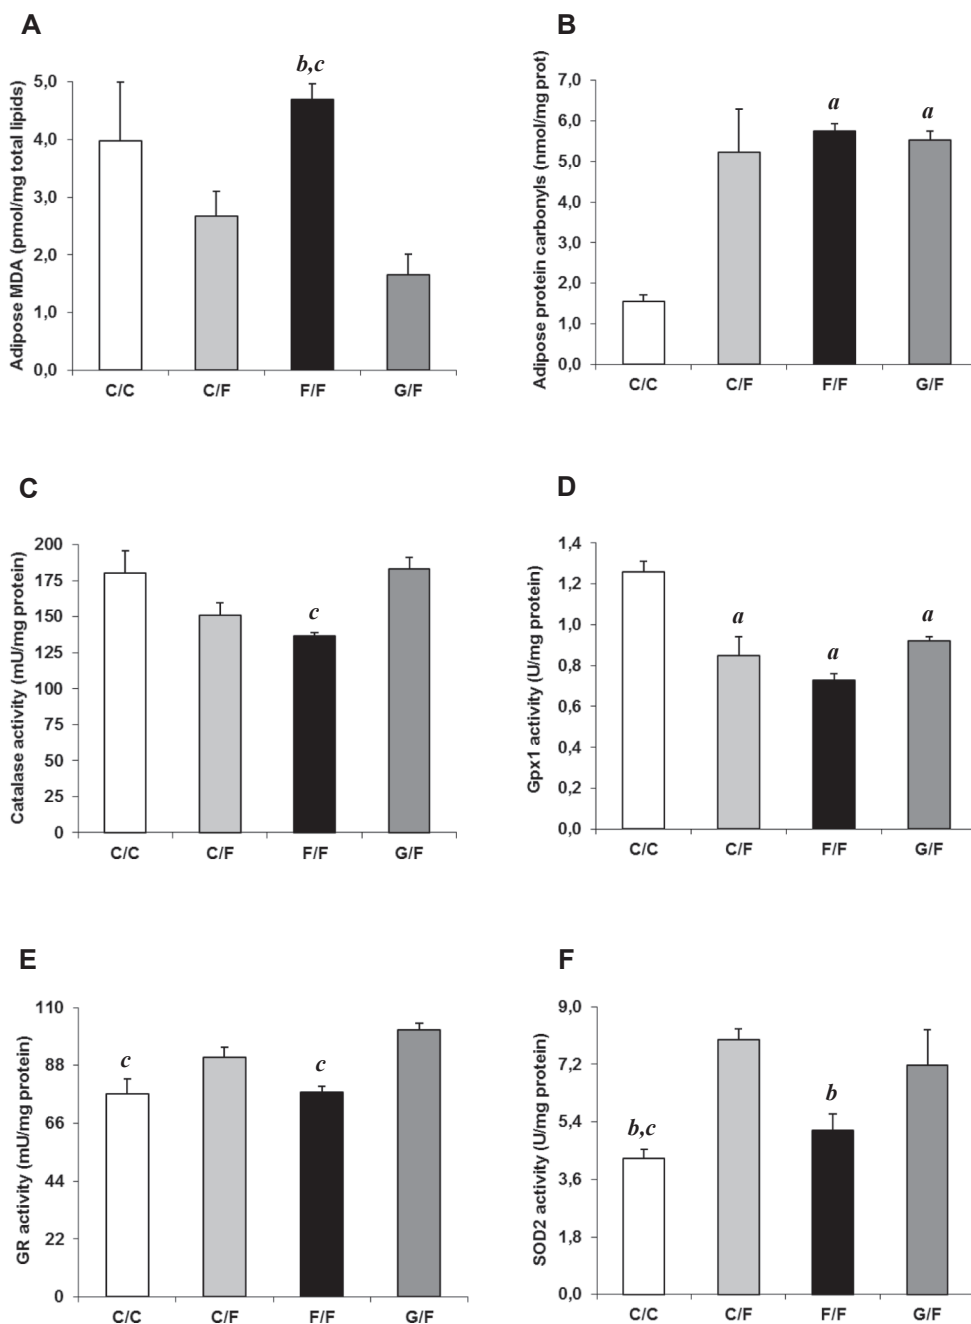 A
Adipose MDA (pmol/mg total lipids)
5,0
4,0
3,0
2,0
1,0
0,0
b,c
C/C C/F F/F G/F
B
Adipose protein carbonyls (nmol/mg prot)
7,0
6,0
5,0
4,0
3,0
2,0
1,0
0,0
a a
C/C C/F F/F G/F
C
Catalase activity (mU/mg protein)
200
175
150
125
100
75
50
25
0
c
C/C C/F F/F G/F
D
Gpx1 activity (U/mg protein)
1,4
1,2
1,0
0,8
0,6
0,4
0,2
0,0
a a a
C/C C/F F/F G/F
E
GR activity (mU/mg protein)
110
88
66
44
22
0
c c
C/C C/F F/F G/F
F
SOD2 activity (U/mg protein)
9,0
7,2
5,4
3,6
1,8
0,0
b,c b
C/C C/F F/F G/F